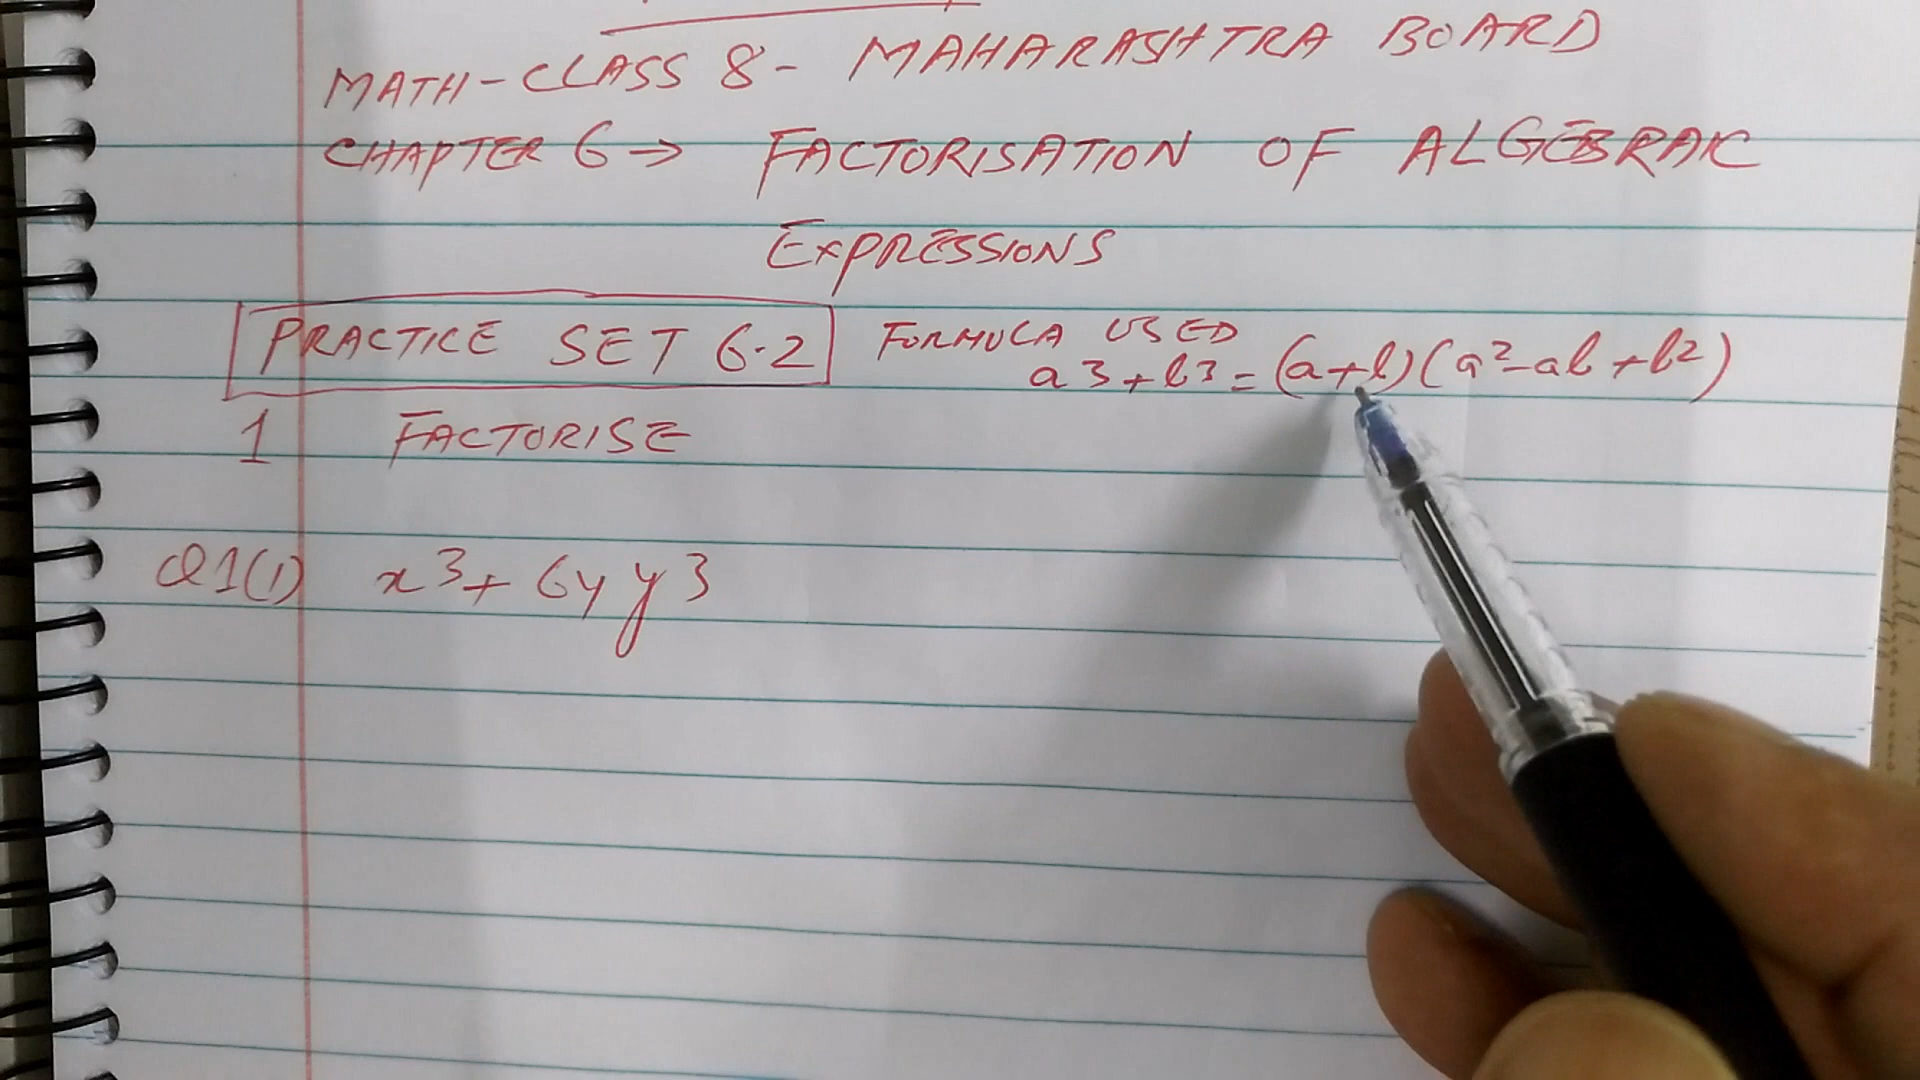 MATH-CLASS 8- MAHARASHTRA BOARD
CHAPTER 6→ FACTORISATION OF ALGEBRAIC
EXPRESSIONS
PRACTICE SET 6.2 FORMULA USED
a3+b3=(a+b)(a²-ab+b²)
1 FACTORISE
Q1(1) x³+64y3